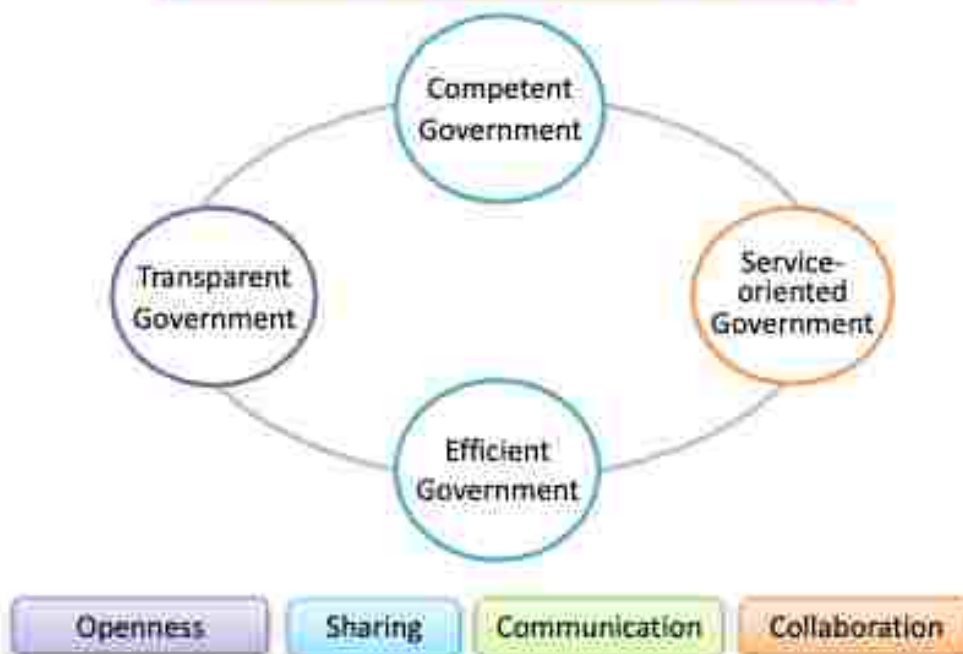 Competent
Government
Transparent
Government
Service-
oriented
Government
Efficient
Government
Openness
Sharing
Communication
Collaboration